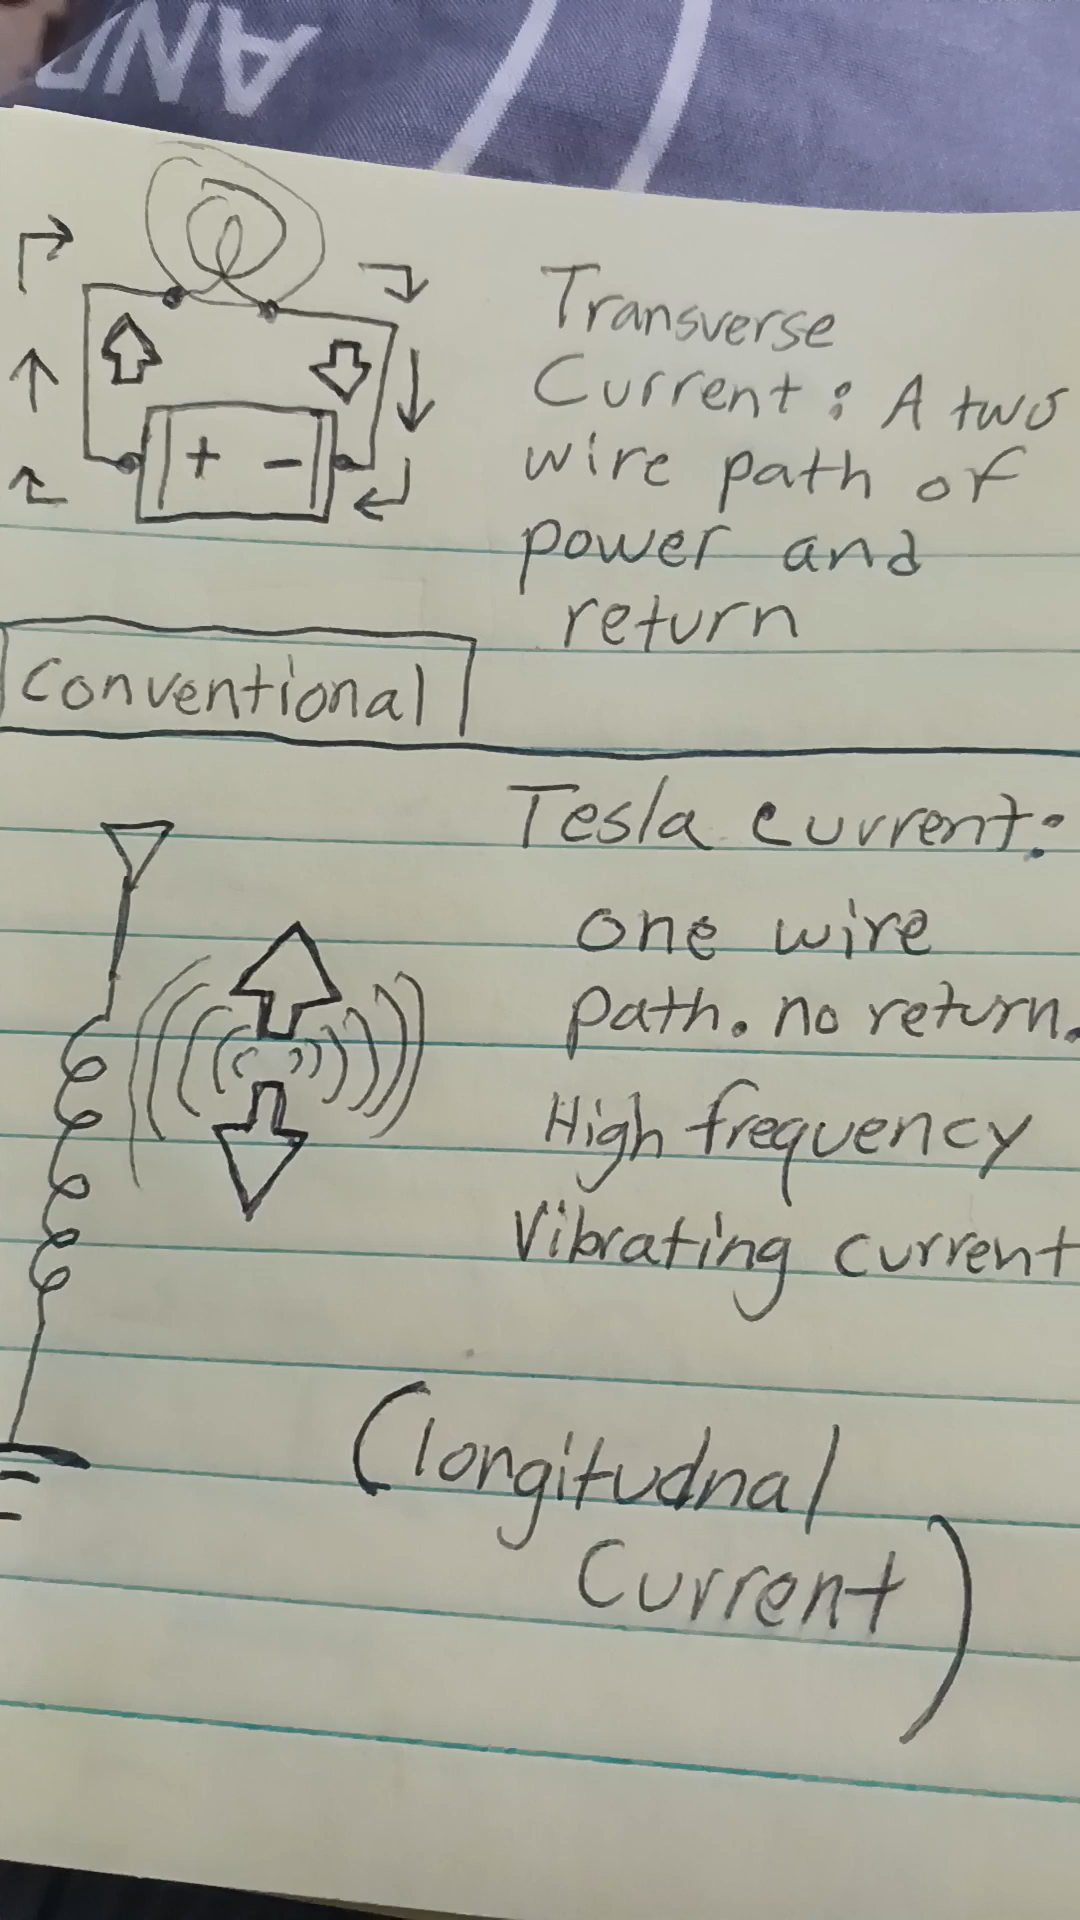 AND
+ -
Transverse
Current: A two
wire path of
power and
return
Conventional
Tesla current:
one wire
path. no return.
High frequency
Vibrating current
(longitudnal
Current)